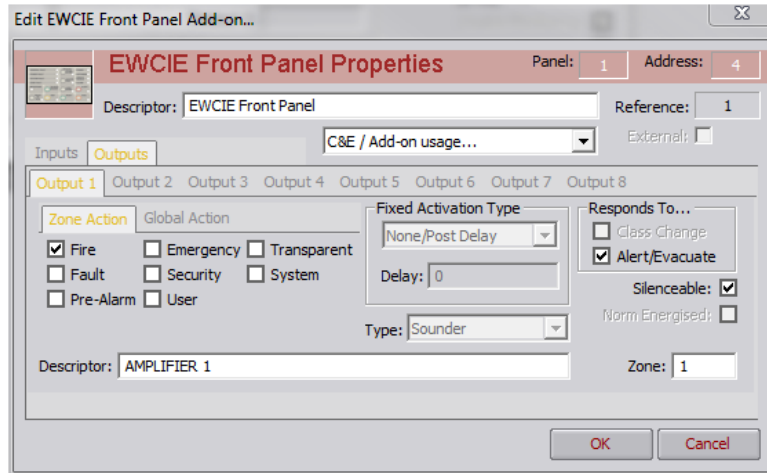 Edit EWCIE Front Panel Add-on...
EWCIE Front Panel Properties Panel: 1 Address: 4
Descriptor: EWCIE Front Panel Reference: 1
C&E / Add-on usage... External:
Inputs Outputs
Output 1 Output 2 Output 3 Output 4 Output 5 Output 6 Output 7 Output 8
Zone Action Global Action Fixed Activation Type Responds To...
Fire Emergency Transparent None/Post Delay Class Change
Fault Security System Delay: 0 Alert/Evacuate
Pre-Alarm User Silenceable:
Type: Sounder Norm Energised:
Descriptor: AMPLIFIER 1 Zone: 1
OK Cancel